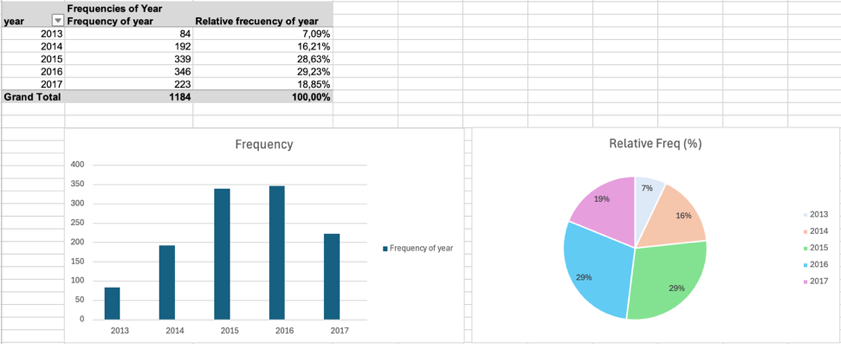 Frequencies of Year
year Frequency of year Relative frecuency of year
2013 84 7,09%
2014 192 16,21%
2015 339 28,63%
2016 346 29,23%
2017 223 18,85%
Grand Total 1184 100,00%
Frequency
400
350
300
250
200
150
100
50
0
2013 2014 2015 2016 2017
Frequency of year
Relative Freq (%)
7%
16%
29%
29%
19%
2013
2014
2015
2016
2017